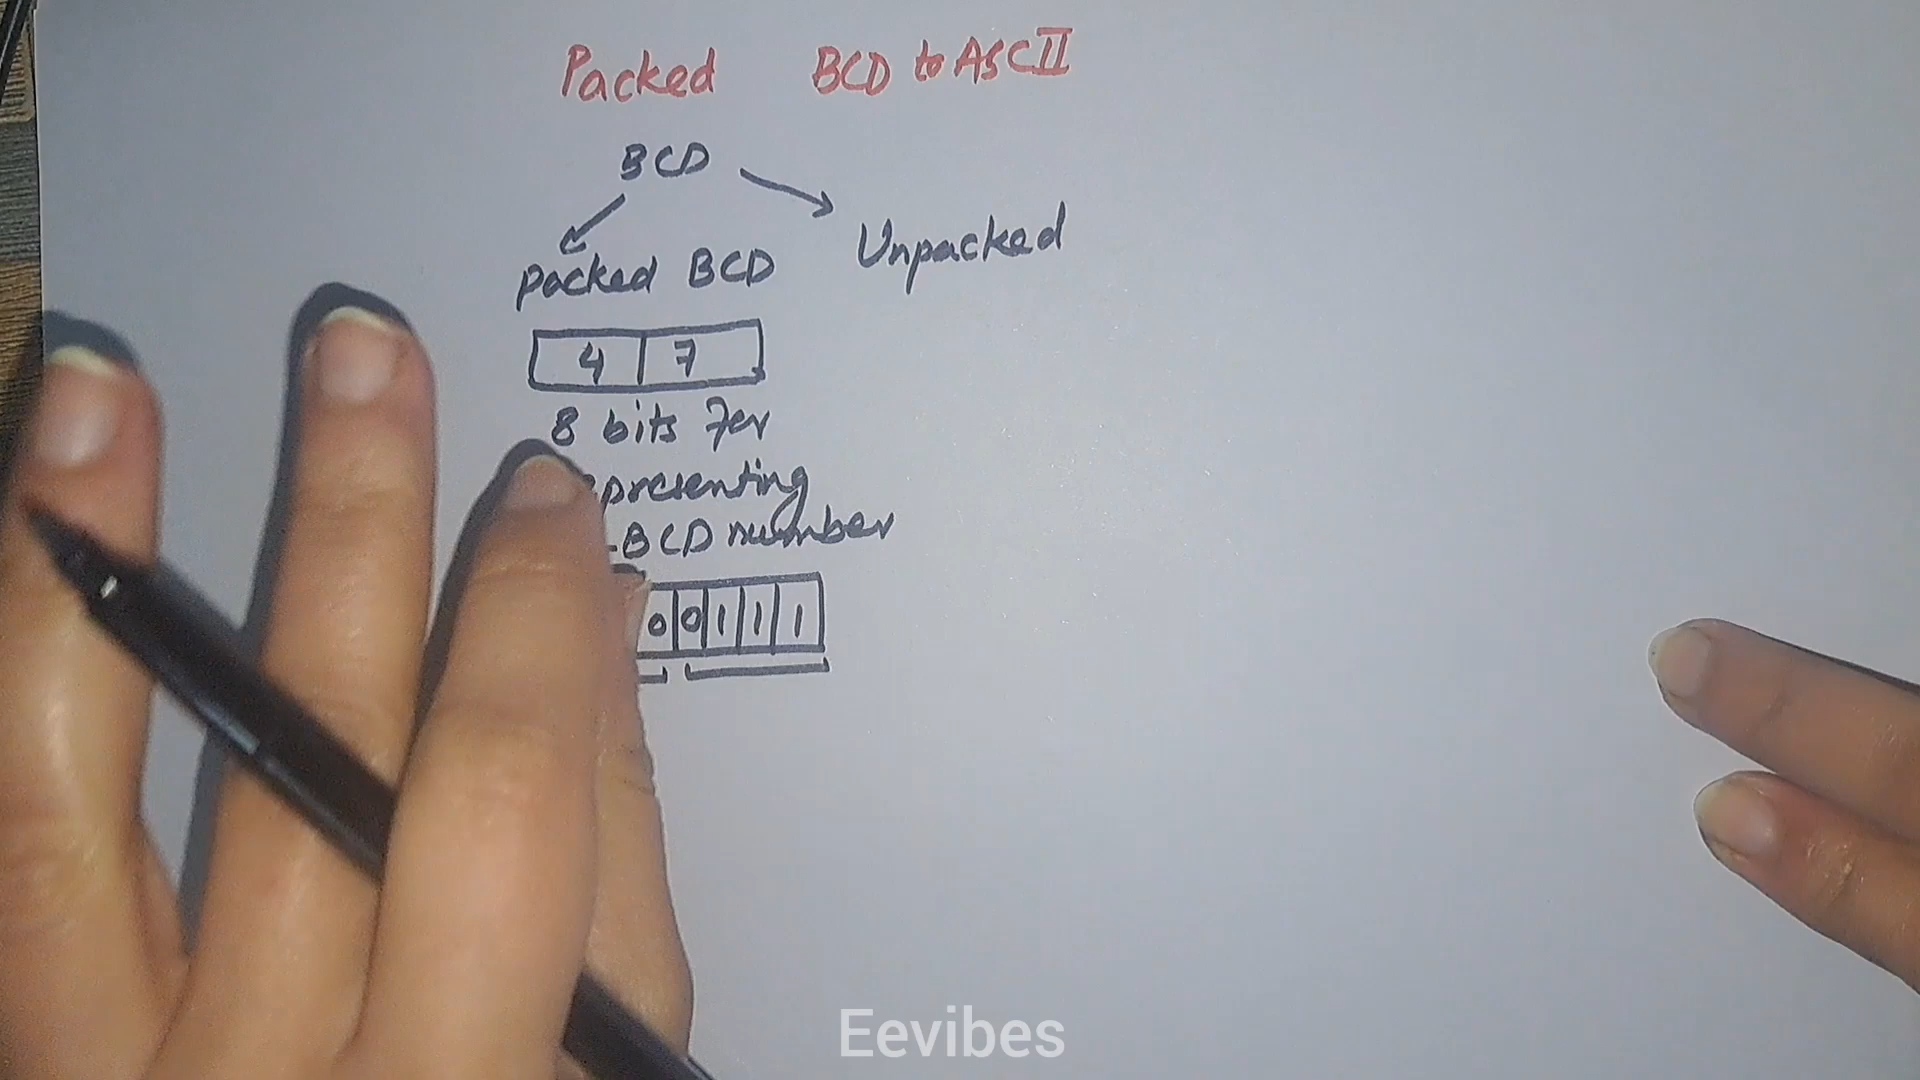 Packed BCD to ASCII
BCD
Packed BCD
Unpacked
4 7
8 bits for
presenting
BCD number
0 0 1 1 1
Eevibes